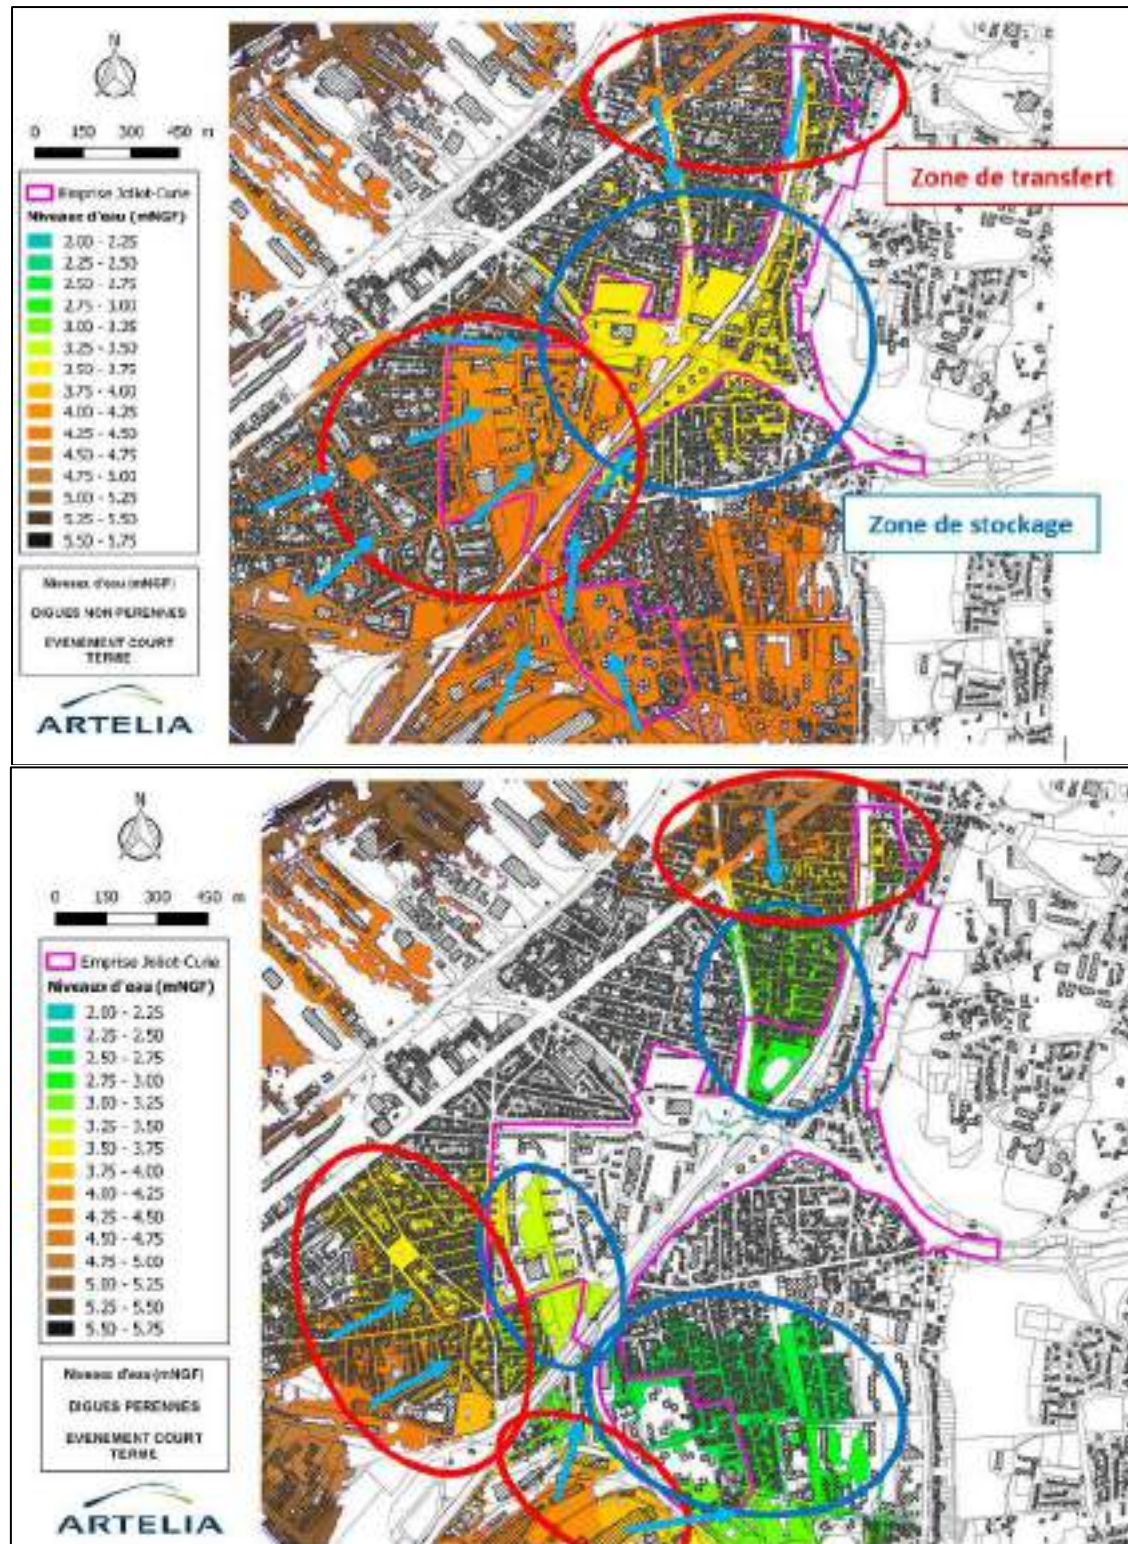 N
0 150 300 450 m
Emprise Joliot-Curie
Niveaux d'eau (mNGF)
2.00 - 2.25
2.25 - 2.50
2.50 - 2.75
2.75 - 3.00
3.00 - 3.25
3.25 - 3.50
3.50 - 3.75
3.75 - 4.00
4.00 - 4.25
4.25 - 4.50
4.50 - 4.75
4.75 - 5.00
5.00 - 5.25
5.25 - 5.50
5.50 - 5.75
Niveaux d'eau (mNGF)
DIGUES NON PERENNES
EVENEMENT COURT
TERME
ARTELIA
Zone de transfert
Zone de stockage
N
0 150 300 450 m
Emprise Joliot-Curie
Niveaux d'eau (mNGF)
2.00 - 2.25
2.25 - 2.50
2.50 - 2.75
2.75 - 3.00
3.00 - 3.25
3.25 - 3.50
3.50 - 3.75
3.75 - 4.00
4.00 - 4.25
4.25 - 4.50
4.50 - 4.75
4.75 - 5.00
5.00 - 5.25
5.25 - 5.50
5.50 - 5.75
Niveaux d'eau (mNGF)
DIGUES PERENNES
EVENEMENT COURT
TERME
ARTELIA